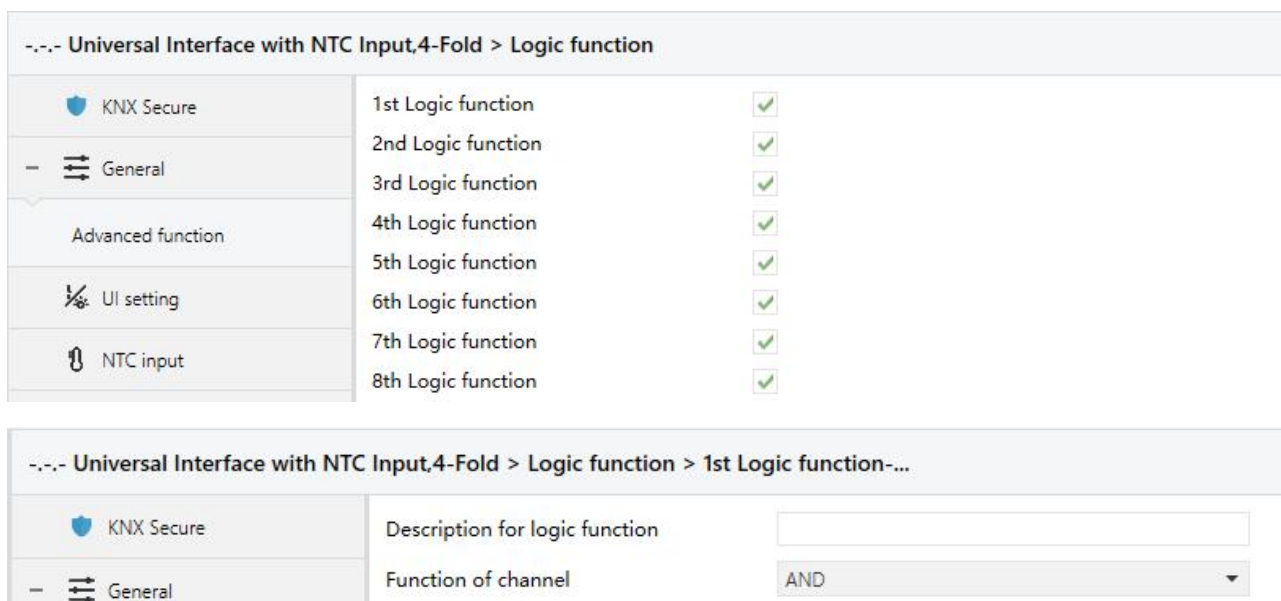 -.-.- Universal Interface with NTC Input,4-Fold > Logic function
KNX Secure
General
Advanced function
UI setting
NTC input
1st Logic function
2nd Logic function
3rd Logic function
4th Logic function
5th Logic function
6th Logic function
7th Logic function
8th Logic function
-.-.- Universal Interface with NTC Input,4-Fold > Logic function > 1st Logic function-...
KNX Secure
General
Description for logic function
Function of channel AND